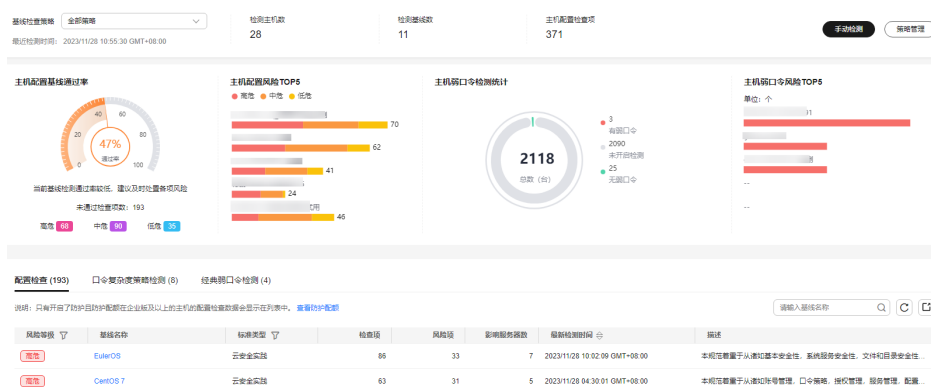 基线检查策略 全部策略
最近检测时间: 2023/11/28 10:55:30 GMT+08:00
检测主机数
28
检测基线数
11
主机配置检查项
371
手动检测
策略管理
主机配置基线通过率
0
20
40
60
80
100
47%
通过率
当前基线检测通过率较低，建议及时处置各项风险
未通过检查项数: 193
高危 68 中危 90 低危 35
主机配置风险TOP5
高危 中危 低危
70
62
41
24
试用
46
主机弱口令检测统计
2118
总数 (台)
3
有弱口令
2090
未开启检测
25
无弱口令
主机弱口令风险TOP5
单位: 个
--
--
配置检查 (193) 口令复杂度策略检测 (8) 经典弱口令检测 (4)
说明: 只有开启了防护且防护配额在企业版及以上的主机的配置检查数据会显示在列表中。 查看防护配额
请输入基线名称
风险等级 基线名称 标准类型 检查项 风险项 影响服务器数 最新检测时间 描述
高危 EulerOS 云安全实践 86 33 7 2023/11/28 10:02:09 GMT+08:00 本规范着重于从诸如基本安全性，系统服务安全性，文件和目录安全性...
高危 CentOS 7 云安全实践 63 31 5 2023/11/28 04:30:01 GMT+08:00 本规范着重于从诸如账号管理，口令策略，授权管理，服务管理，配置...